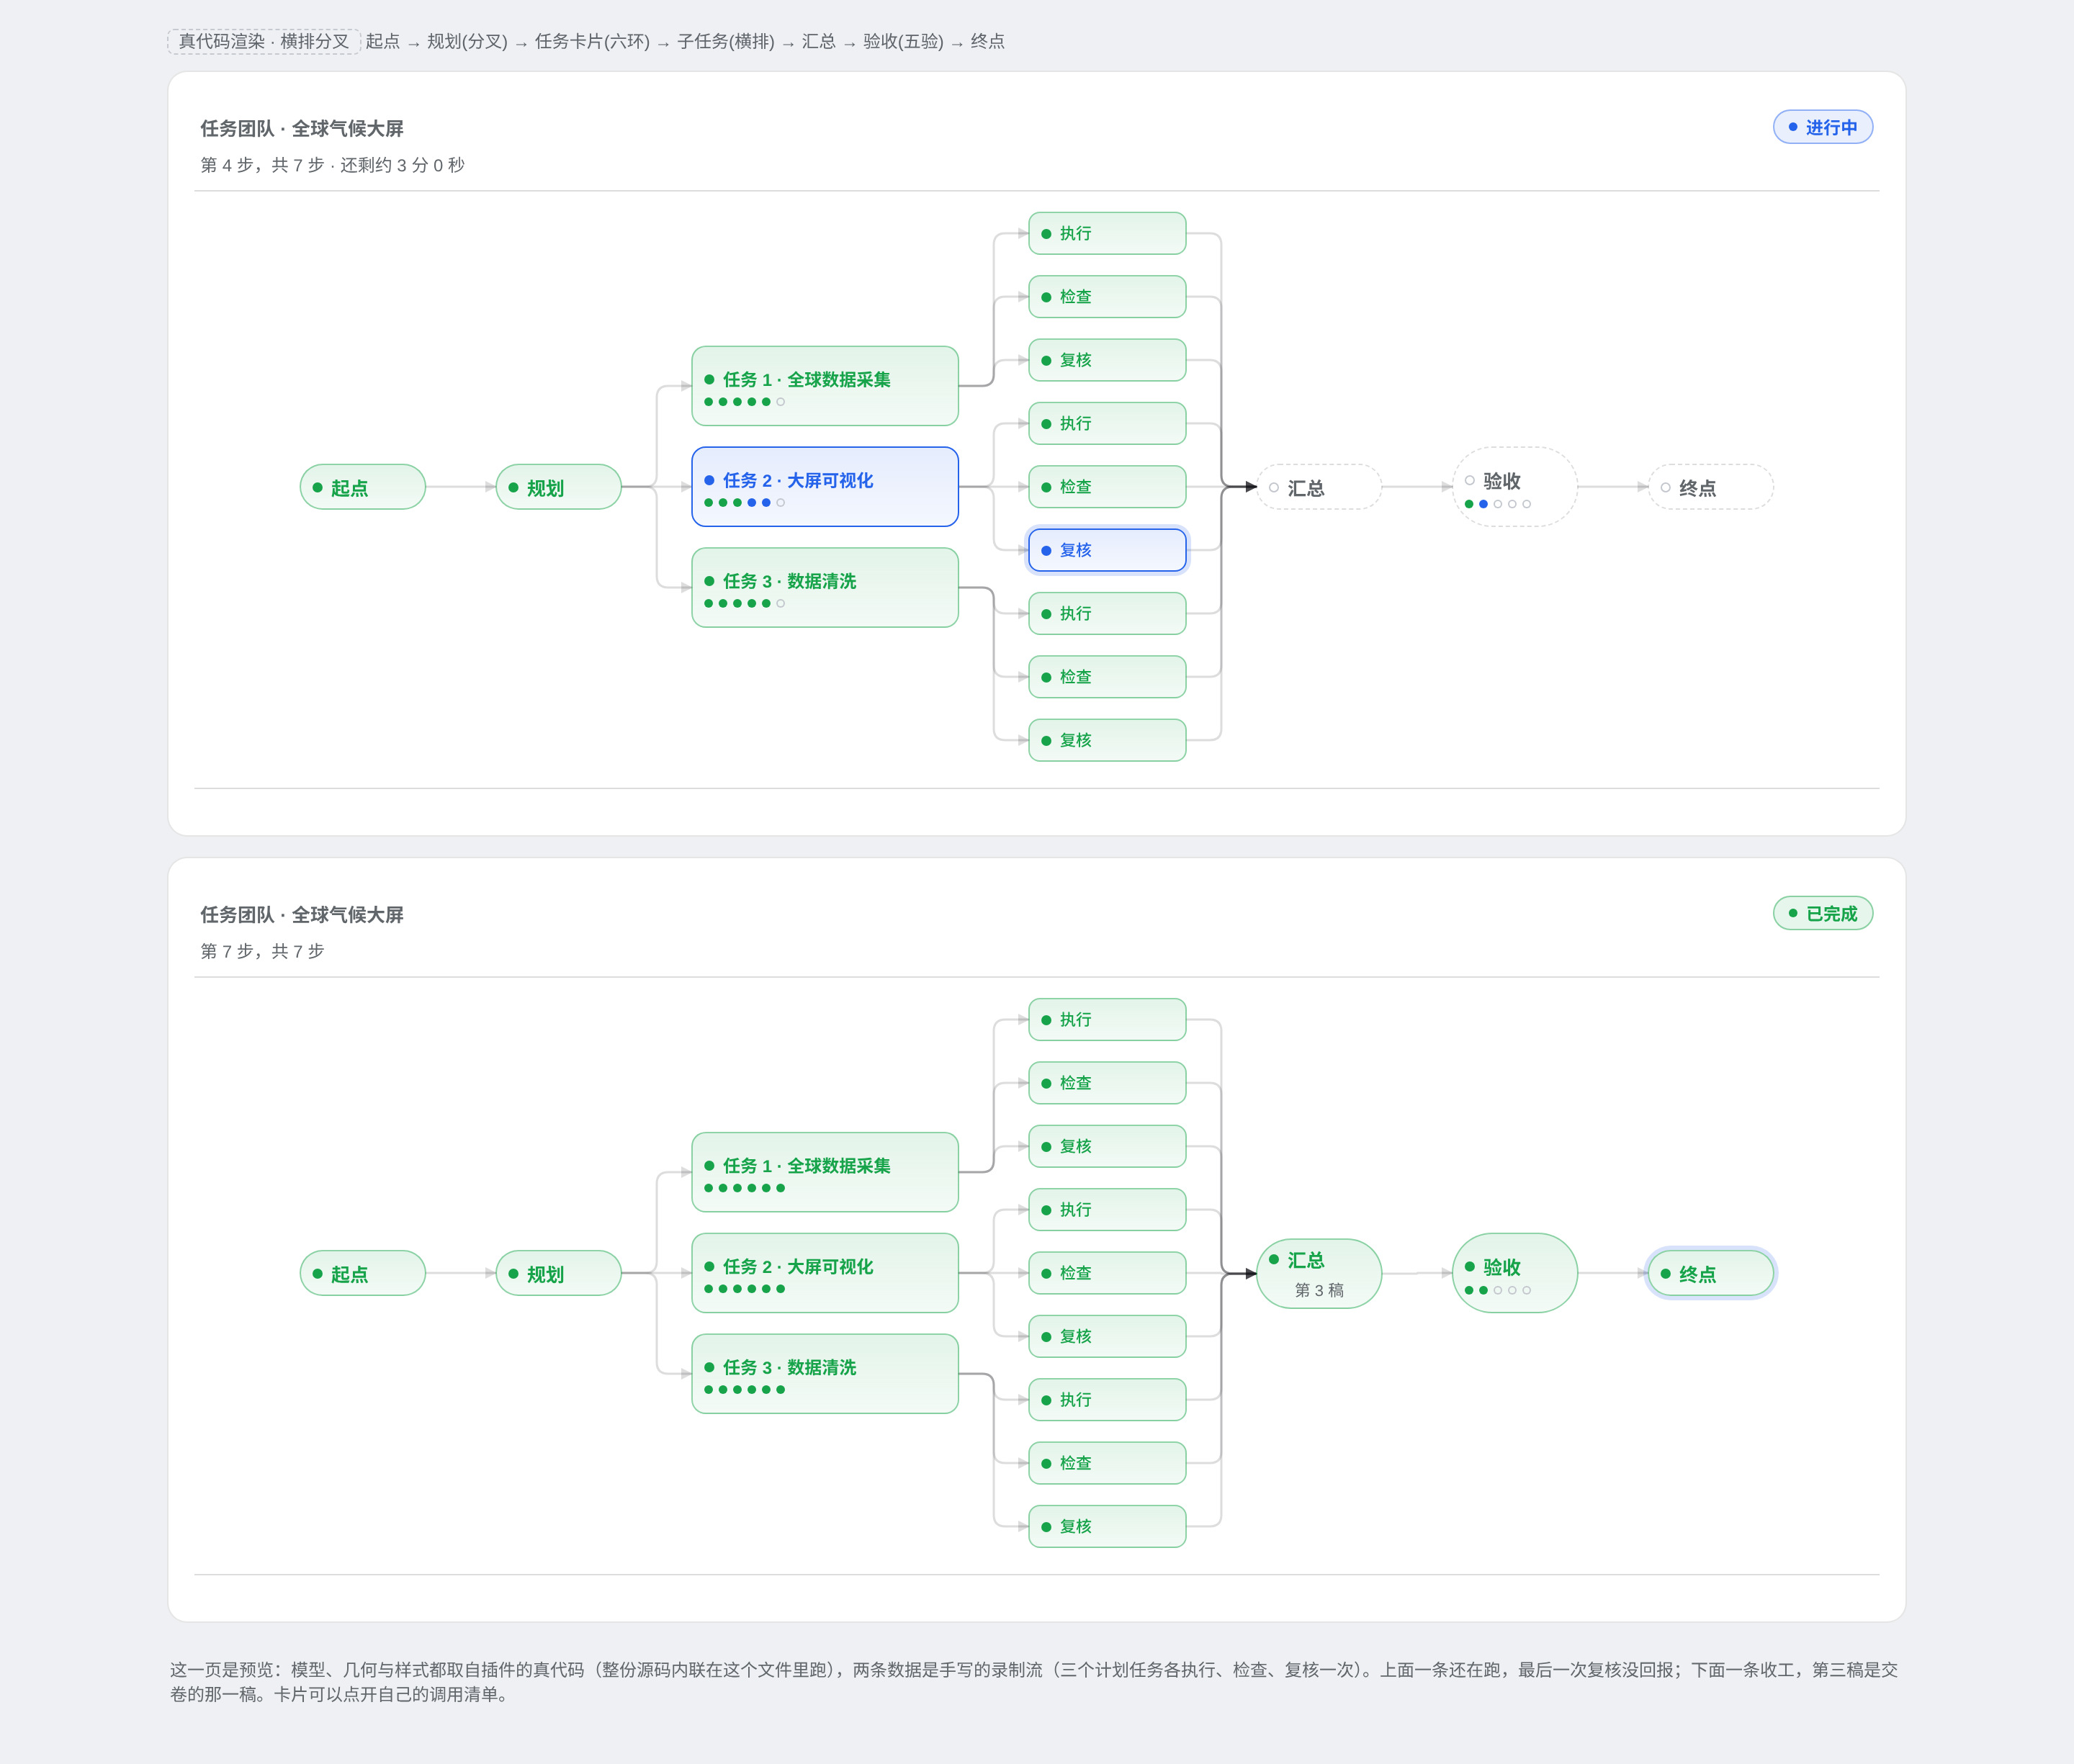 真代码渲染 · 横排分叉 起点 → 规划(分叉) → 任务卡片(六环) → 子任务(横排) → 汇总 → 验收(五验) → 终点
任务团队 · 全球气候大屏
进行中
第 4 步，共 7 步 · 还剩约 3 分 0 秒
起点
规划
任务 1 · 全球数据采集
任务 2 · 大屏可视化
任务 3 · 数据清洗
执行
检查
复核
执行
检查
复核
执行
检查
复核
汇总
验收
终点
任务团队 · 全球气候大屏
已完成
第 7 步，共 7 步
起点
规划
任务 1 · 全球数据采集
任务 2 · 大屏可视化
任务 3 · 数据清洗
执行
检查
复核
执行
检查
复核
执行
检查
复核
汇总
第 3 稿
验收
终点
这一页是预览：模型、几何与样式都取自插件的真代码（整份源码内联在这个文件里跑），两条数据是手写的录制流（三个计划任务各执行、检查、复核一次）。上面一条还在跑，最后一次复核没回报；下面一条收工，第三稿是交
卷的那一稿。卡片可以点开自己的调用清单。